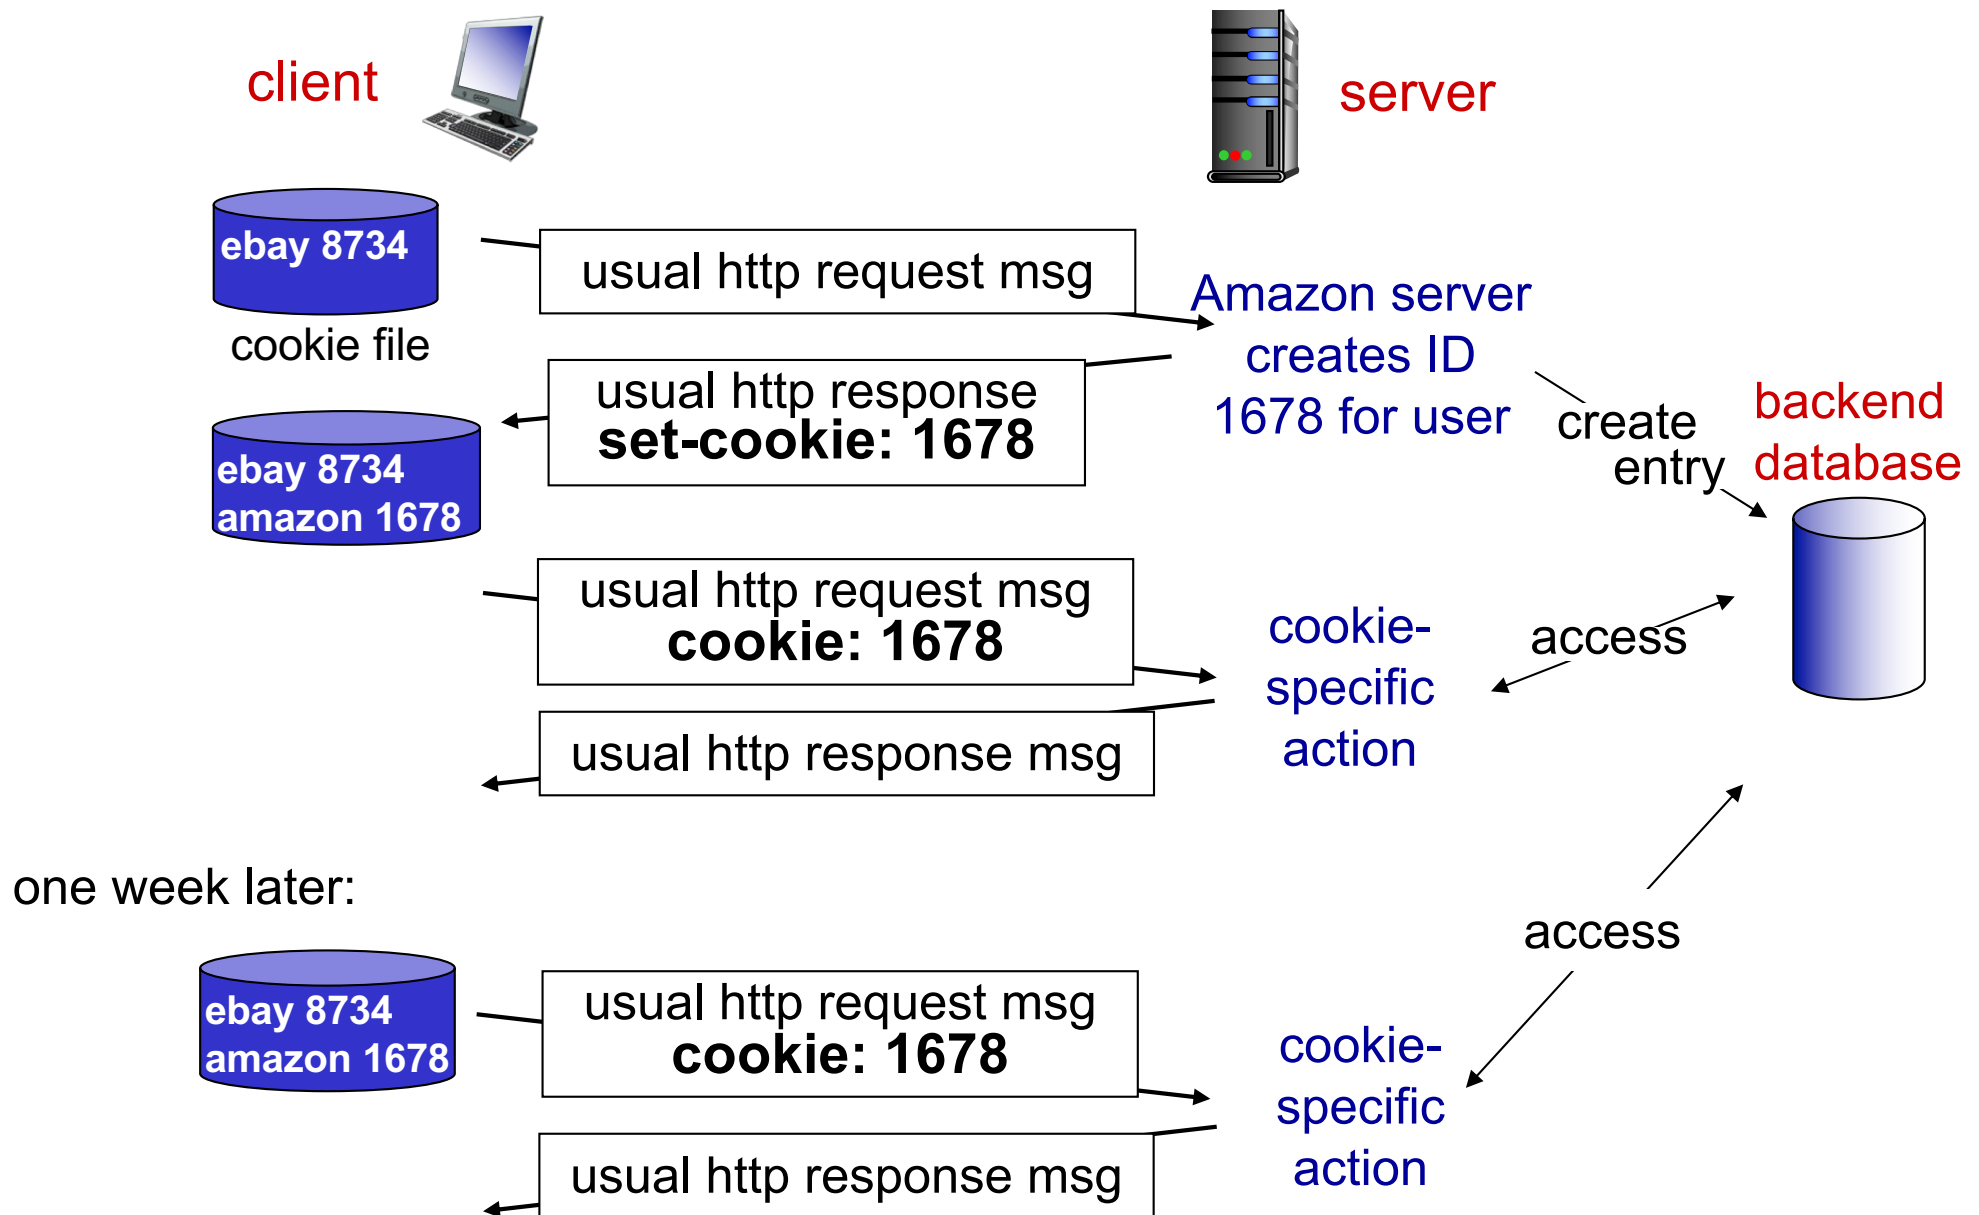 client
server
ebay 8734
cookie file
usual http request msg
Amazon server
creates ID
1678 for user
usual http response
set-cookie: 1678
create
entry
backend
database
ebay 8734
amazon 1678
usual http request msg
cookie: 1678
cookie-
specific
action
access
usual http response msg
one week later:
access
ebay 8734
amazon 1678
usual http request msg
cookie: 1678
cookie-
specific
action
usual http response msg